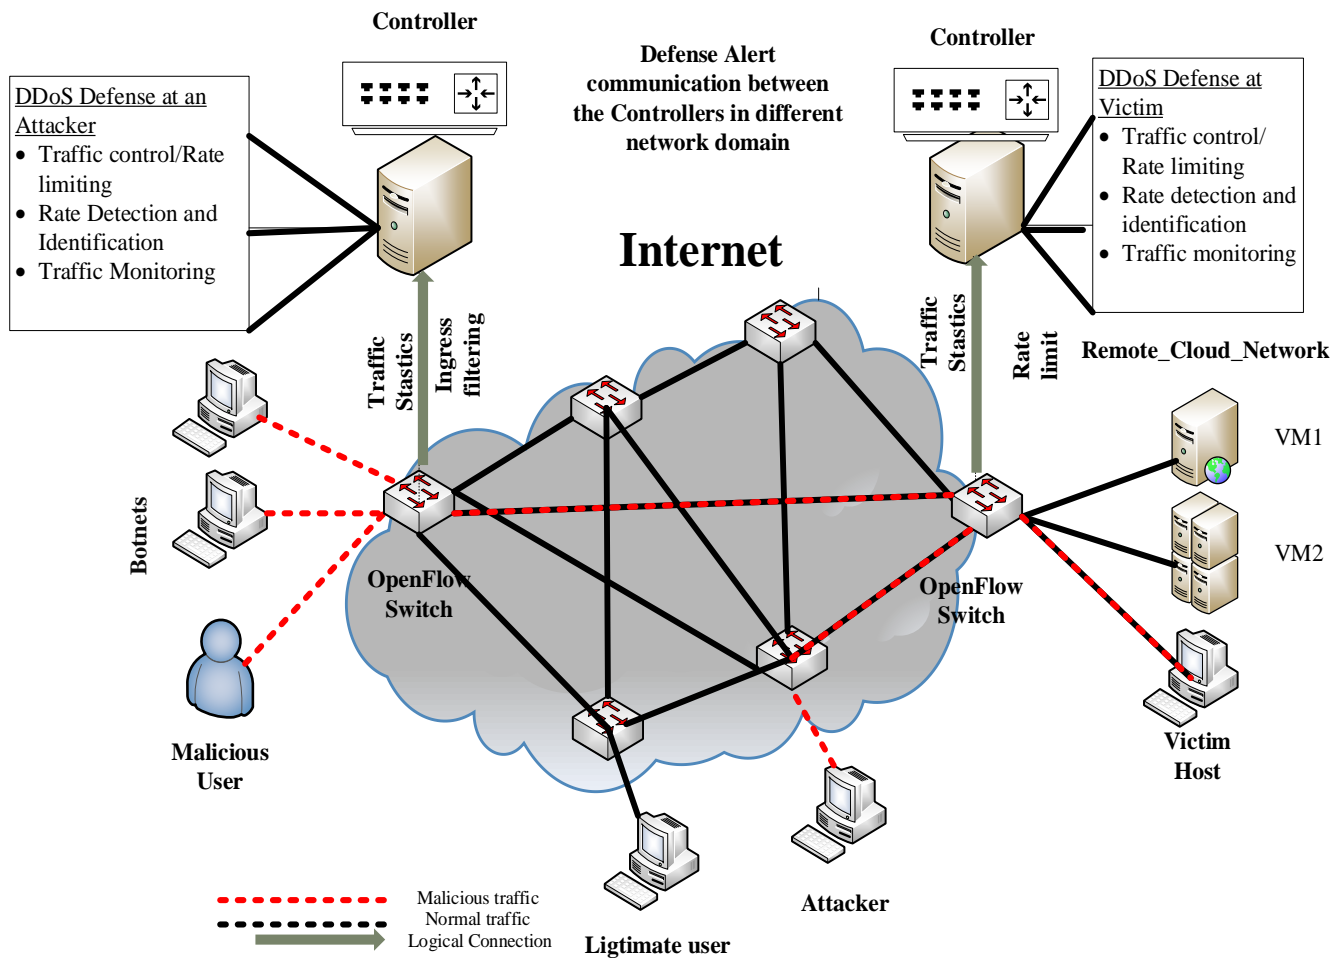 Controller
Controller
Defense Alert
communication between
the Controllers in different
network domain
DDoS Defense at an
Attacker
• Traffic control/Rate
limiting
• Rate Detection and
Identification
• Traffic Monitoring
DDoS Defense at
Victim
• Traffic control/
Rate limiting
• Rate detection and
identification
• Traffic monitoring
Internet
Traffic
Stastics
Ingress
filtering
Traffic
Stastics
Rate
limit
Remote_Cloud_Network
VM1
VM2
Botnets
OpenFlow
Switch
OpenFlow
Switch
Malicious
User
Victim
Host
Attacker
Ligtimate user
Malicious traffic
Normal traffic
Logical Connection